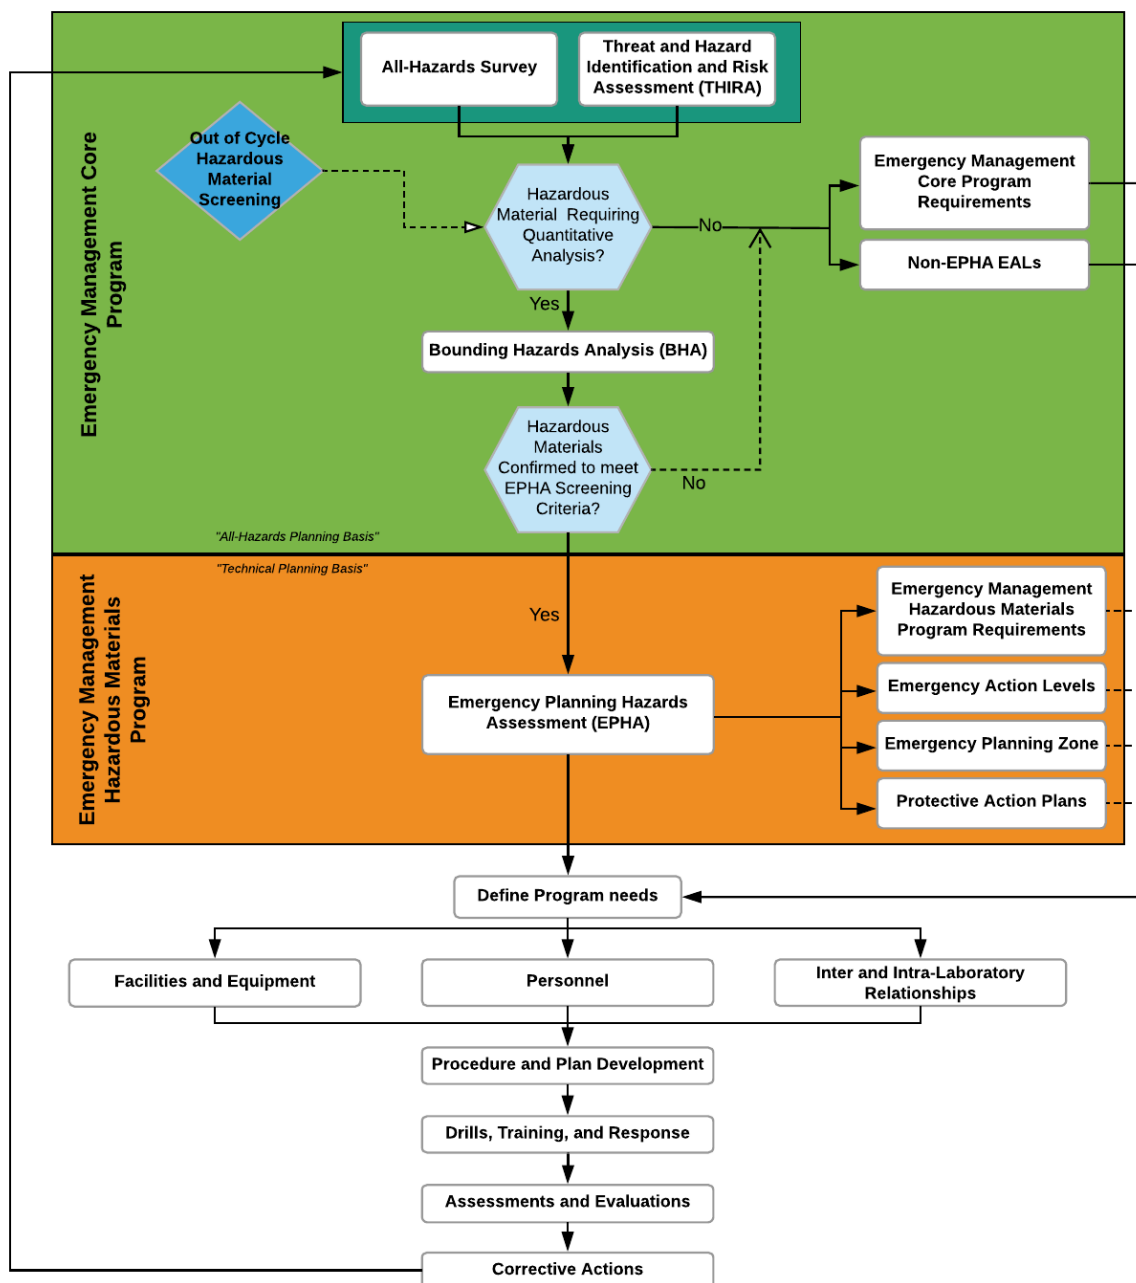 All-Hazards Survey
Threat and Hazard
Identification and Risk
Assessment (THIRA)
Out of Cycle
Hazardous
Material
Screening
Emergency Management Core
Program
Hazardous
Material Requiring
Quantitative
Analysis?
No
Emergency Management
Core Program
Requirements
Non-EPHA EALs
Yes
Bounding Hazards Analysis (BHA)
Hazardous
Materials
Confirmed to meet
EPHA Screening
Criteria?
No
"All-Hazards Planning Basis"
"Technical Planning Basis"
Emergency Management
Hazardous Materials
Program
Yes
Emergency Planning Hazards
Assessment (EPHA)
Emergency Management
Hazardous Materials
Program Requirements
Emergency Action Levels
Emergency Planning Zone
Protective Action Plans
Define Program needs
Facilities and Equipment
Personnel
Inter and Intra-Laboratory
Relationships
Procedure and Plan Development
Drills, Training, and Response
Assessments and Evaluations
Corrective Actions